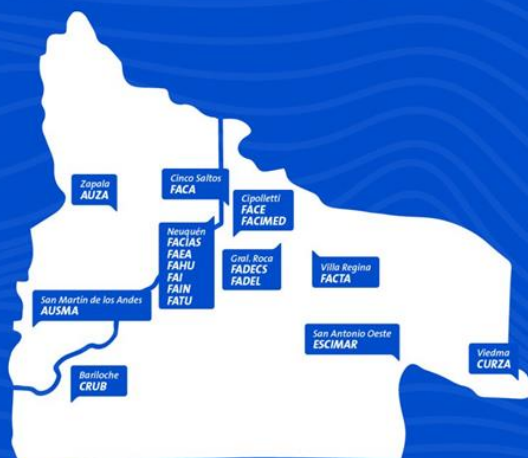 Zapala
AUZA
Cinco Saltos
FACA
Cipolletti
FACE
FACIMED
Neuquén
FACIAS
FAEA
FAHU
FAI
FAIN
FATU
Gral. Roca
FADECS
FADEL
Villa Regina
FACTA
San Martín de los Andes
AUSMA
San Antonio Oeste
ESCIMAR
Viedma
CURZA
Bariloche
CRUB